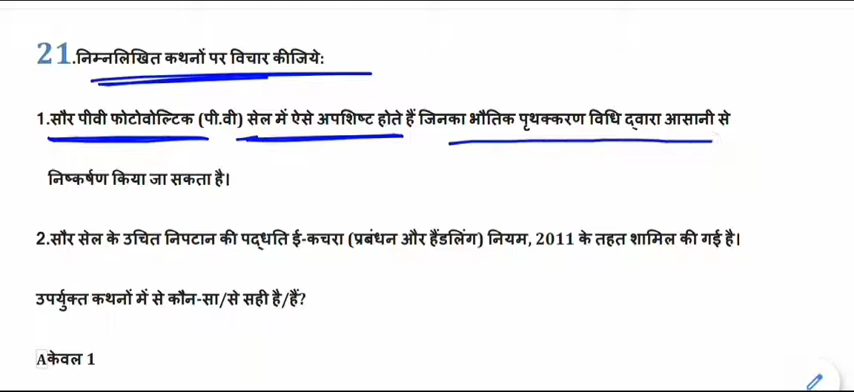 21.निम्नलिखित कथनों पर विचार कीजिये:
1.सौर पीवी फोटोवोल्टिक (पी.वी) सेल में ऐसे अपशिष्ट होते हैं जिनका भौतिक पृथक्करण विधि द्वारा आसानी से
निष्कर्षण किया जा सकता है।
2.सौर सेल के उचित निपटान की पद्धति ई-कचरा (प्रबंधन और हैंडलिंग) नियम, 2011 के तहत शामिल की गई है।
उपर्युक्त कथनों में से कौन-सा/से सही है/हैं?
Aकेवल 1